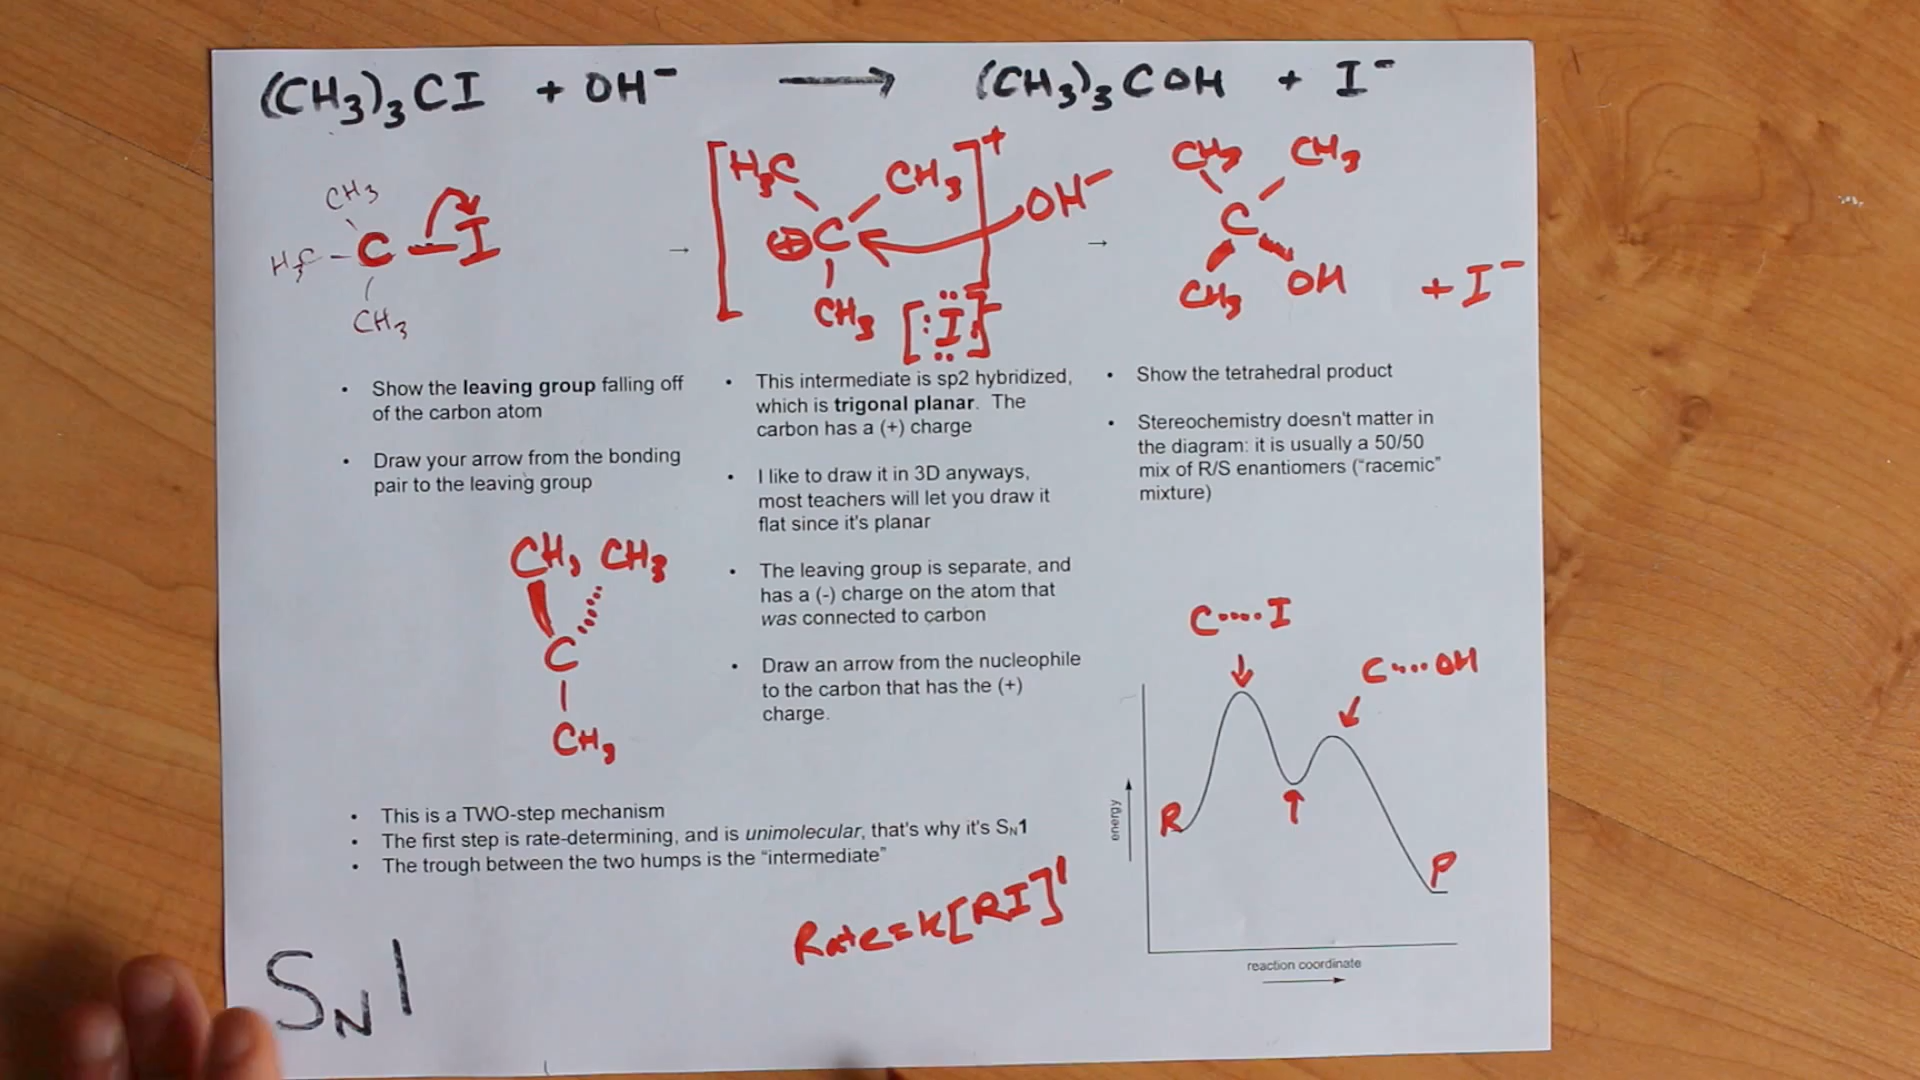 (CH₃)₃CI + OH⁻ → (CH₃)₃COH + I⁻
CH₃
H₃C – C – I
CH₃
→
[H₃C CH₃]⁺
⊕C
CH₃
OH⁻
[:I:]⁻
→
CH₃ CH₃
C
CH₃ OH + I⁻
• Show the leaving group falling off
of the carbon atom
• Draw your arrow from the bonding
pair to the leaving group
CH₃ CH₃
C
CH₃
• This intermediate is sp2 hybridized,
which is trigonal planar. The
carbon has a (+) charge
• I like to draw it in 3D anyways,
most teachers will let you draw it
flat since it's planar
• The leaving group is separate, and
has a (-) charge on the atom that
was connected to carbon
• Draw an arrow from the nucleophile
to the carbon that has the (+)
charge.
• Show the tetrahedral product
• Stereochemistry doesn't matter in
the diagram: it is usually a 50/50
mix of R/S enantiomers ("racemic"
mixture)
C····I
C····OH
R
P
energy
reaction coordinate
• This is a TWO-step mechanism
• The first step is rate-determining, and is unimolecular, that's why it's SN1
• The trough between the two humps is the "intermediate"
Rate=k[RI]¹
SN1